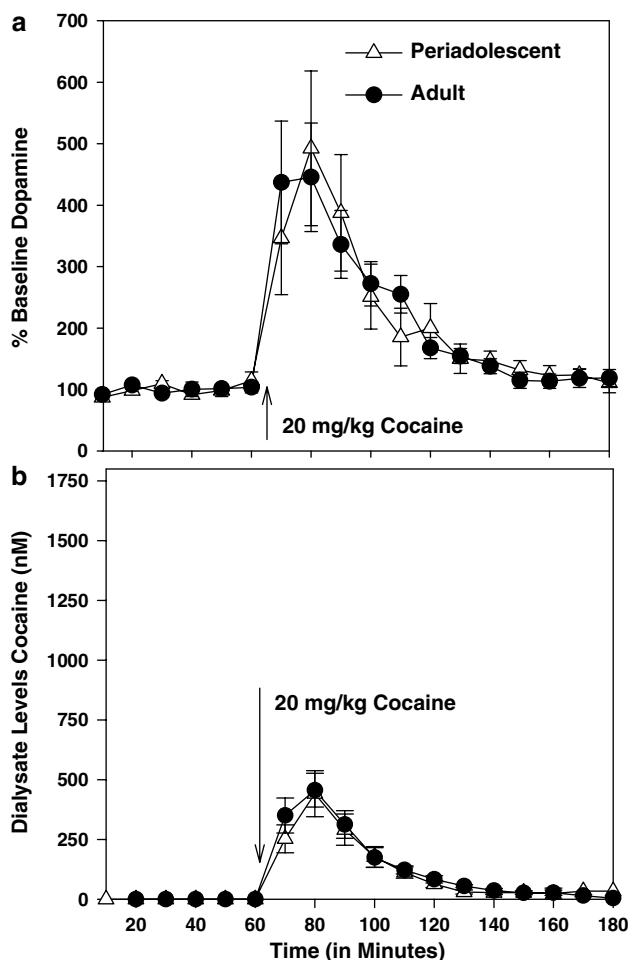 a
700
600
500
400
300
200
100
0
% Baseline Dopamine
Periadolescent
Adult
20 mg/kg Cocaine
b
1750
1500
1250
1000
750
500
250
0
Dialysate Levels Cocaine (nM)
20 mg/kg Cocaine
20 40 60 80 100 120 140 160 180
Time (in Minutes)